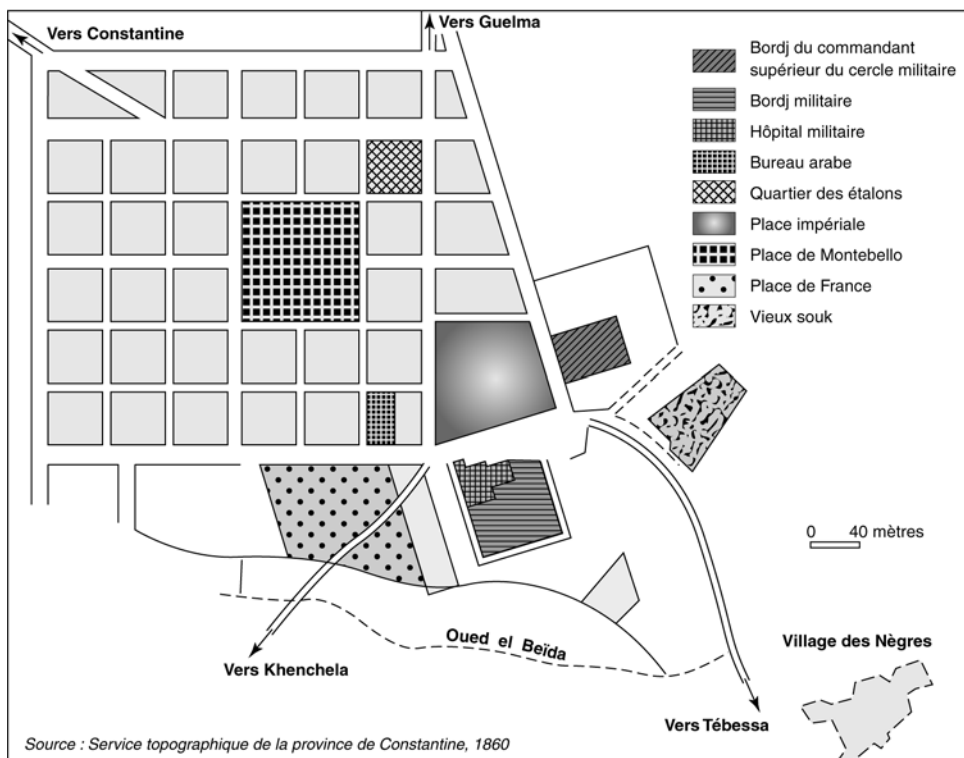 Vers Constantine
Vers Guelma
Bordj du commandant
supérieur du cercle militaire
Bordj militaire
Hôpital militaire
Bureau arabe
Quartier des étalons
Place impériale
Place de Montebello
Place de France
Vieux souk
0 40 mètres
Oued el Beïda
Village des Nègres
Vers Khenchela
Vers Tébessa
Source : Service topographique de la province de Constantine, 1860